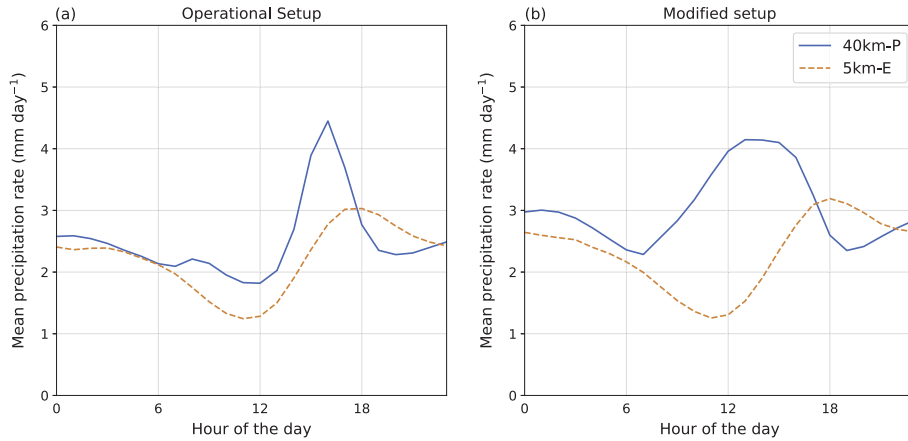 (a) Operational Setup
6
5
4
3
2
1
0
Mean precipitation rate (mm day⁻¹)
0 6 12 18
Hour of the day
(b) Modified setup
40km-P
5km-E
6
5
4
3
2
1
0
Mean precipitation rate (mm day⁻¹)
0 6 12 18
Hour of the day